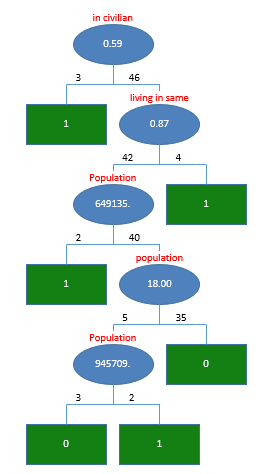 in civilian
0.59
3 46
living in same
1 0.87
42 4
Population
649135. 1
2 40
population
1 18.00
5 35
Population
945709. 0
3 2
0 1